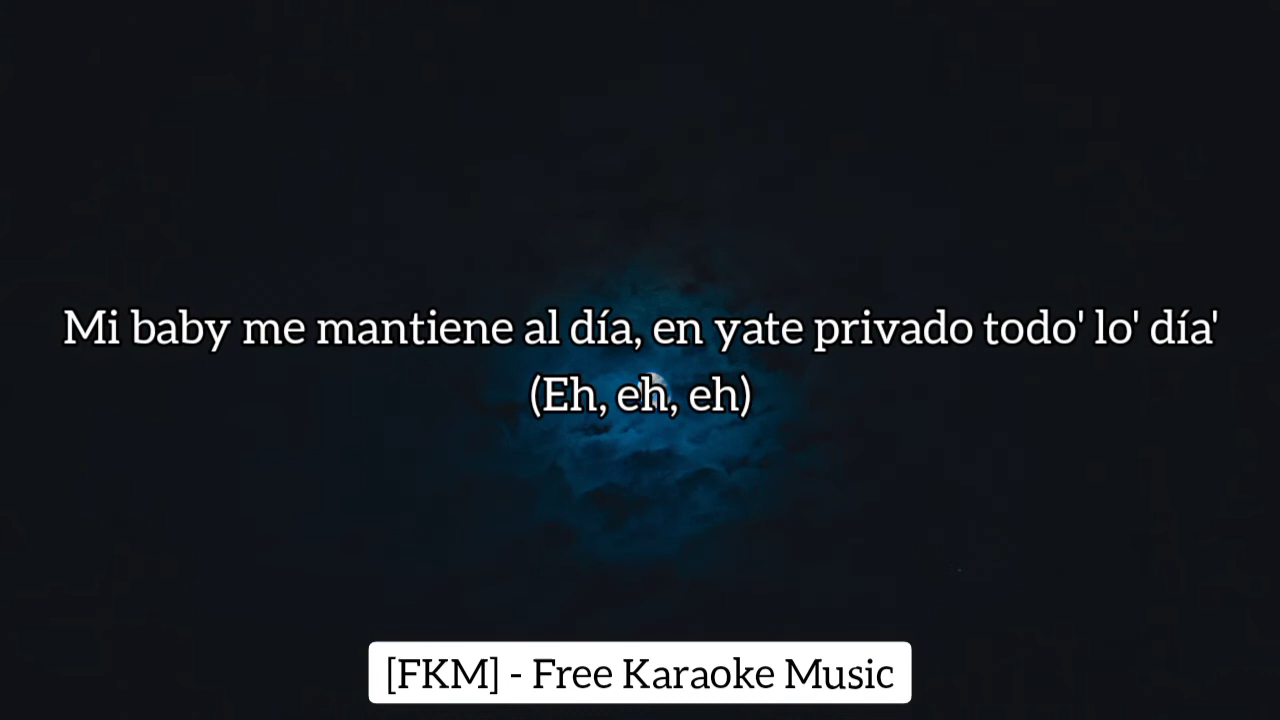 Mi baby me mantiene al día, en yate privado todo' lo' día'
(Eh, eh, eh)
[FKM] - Free Karaoke Music